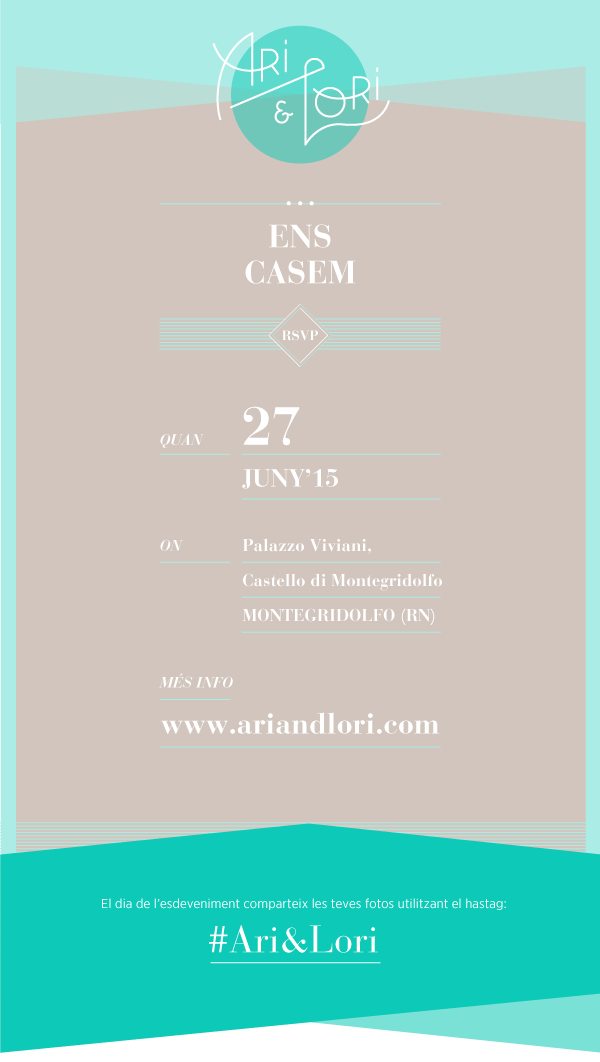 ARi
& LORi
ENS
CASEM
RSVP
QUAN
27
JUNY’15
ON
Palazzo Viviani,
Castello di Montegridolfo
MONTEGRIDOLFO (RN)
MÉS INFO
www.ariandlori.com
El dia de l'esdeveniment comparteix les teves fotos utilitzant el hastag:
#Ari&Lori